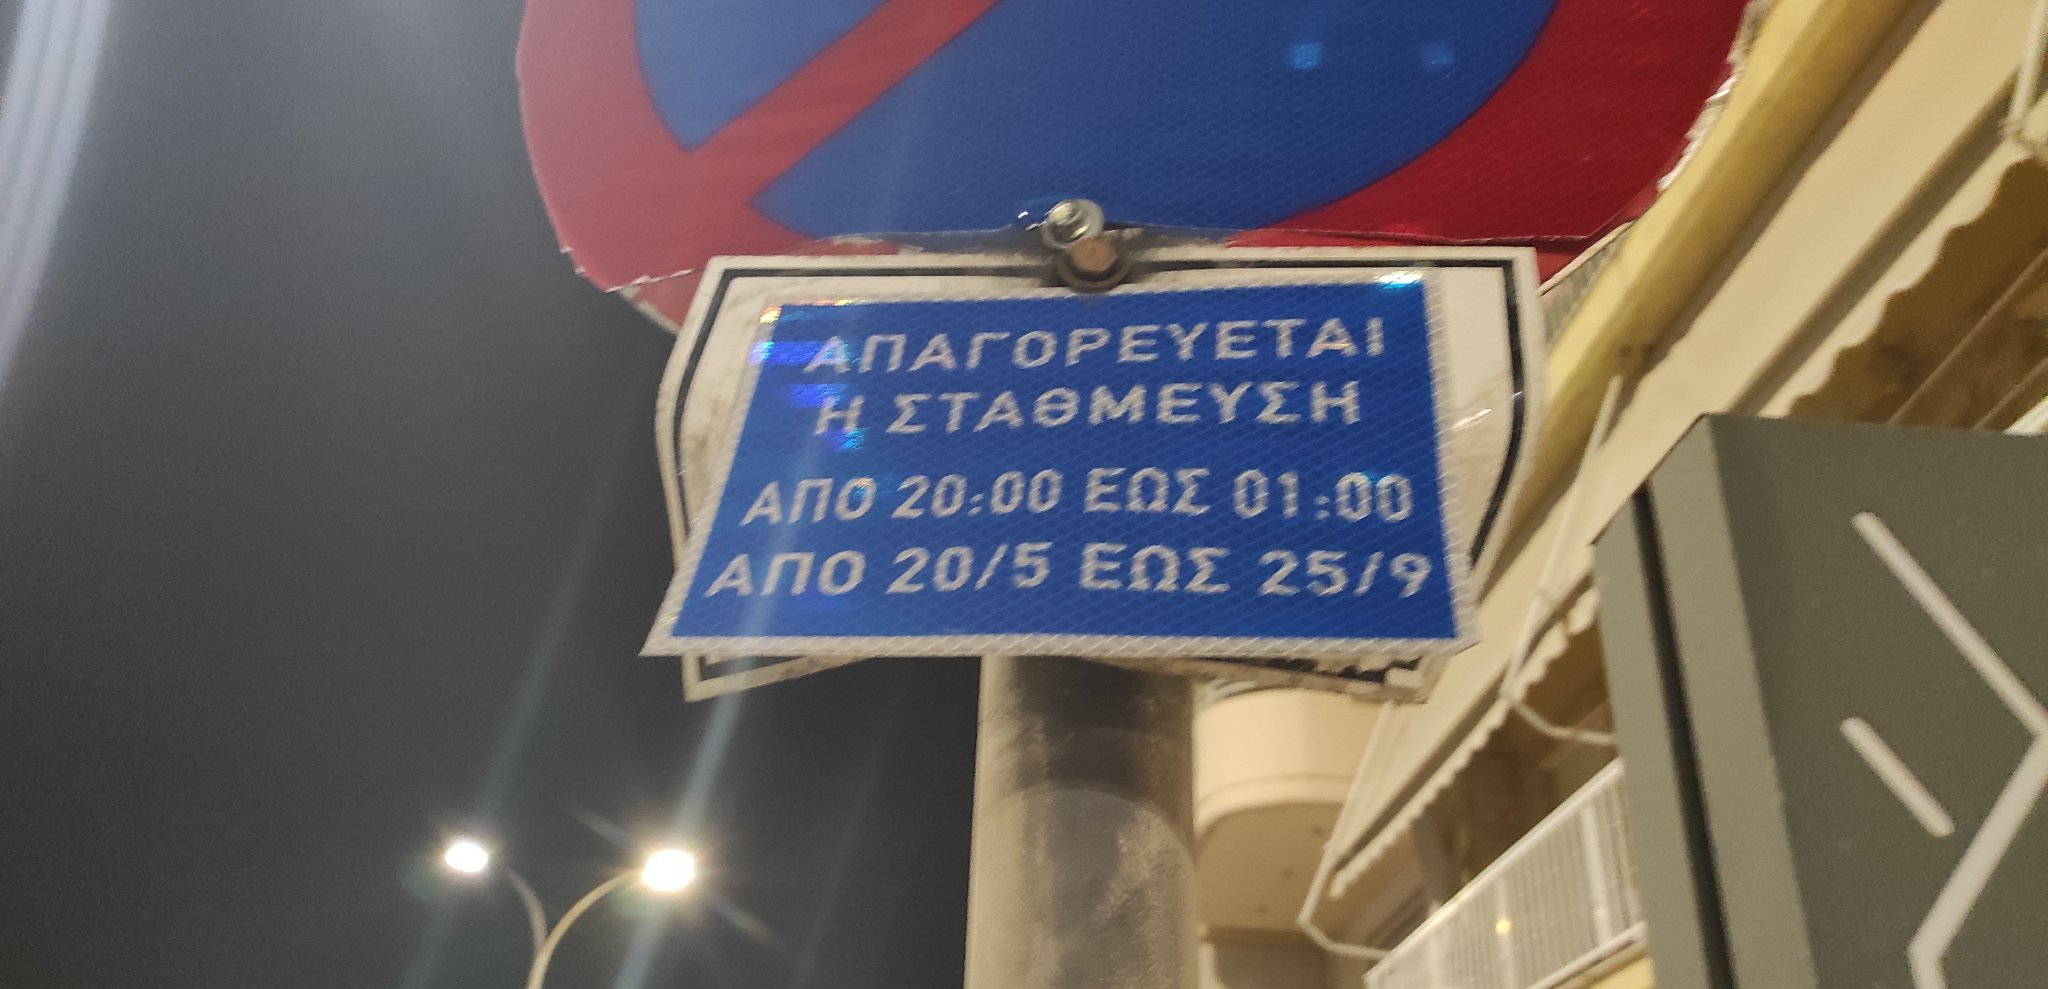 ΑΠΑΓΟΡΕΥΕΤΑΙ
Η ΣΤΑΘΜΕΥΣΗ
ΑΠΟ 20:00 ΕΩΣ 01:00
ΑΠΟ 20/5 ΕΩΣ 25/9